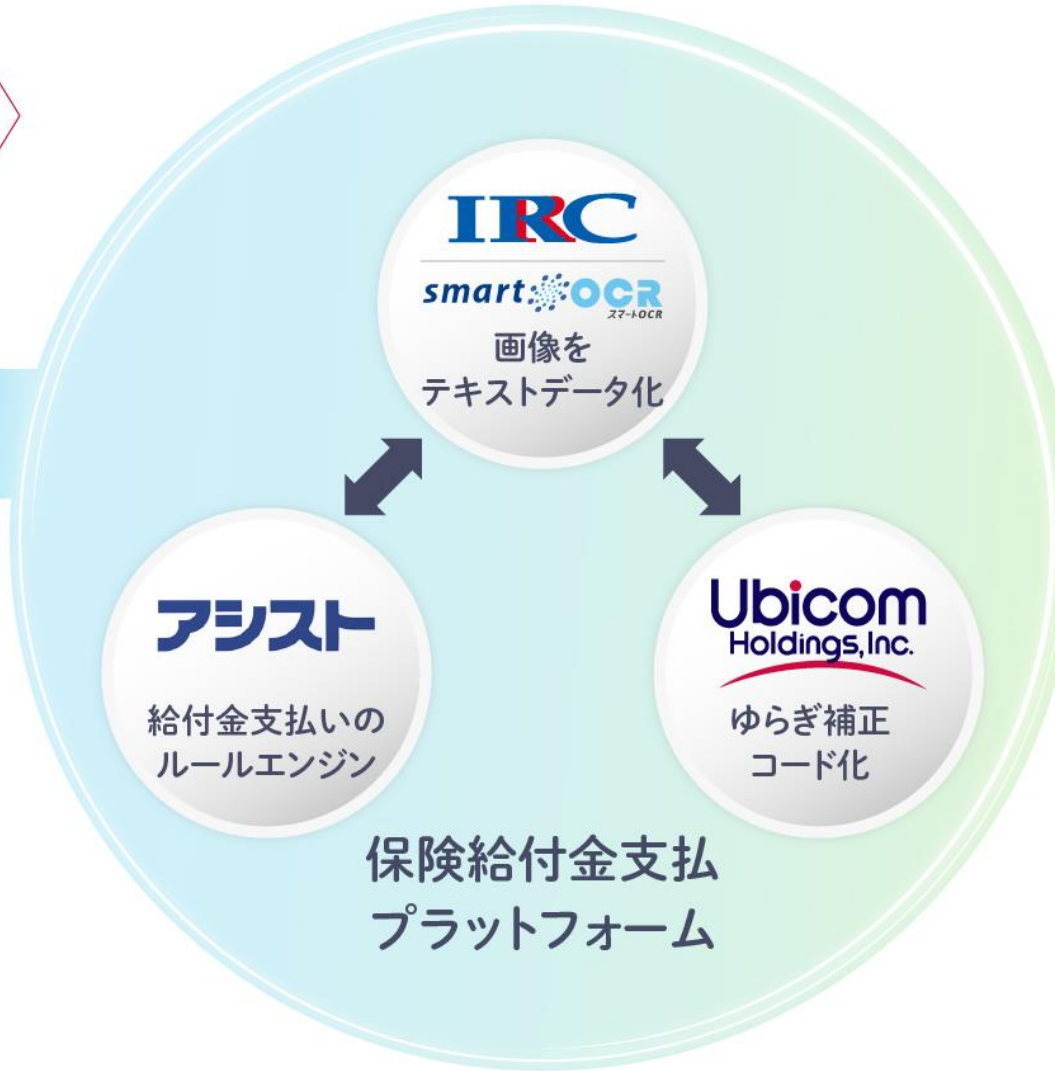 IRC
smart OCR
スマートOCR
画像を
テキストデータ化
アシスト
給付金支払いの
ルールエンジン
Ubicom
Holdings, Inc.
ゆらぎ補正
コード化
保険給付金支払
プラットフォーム